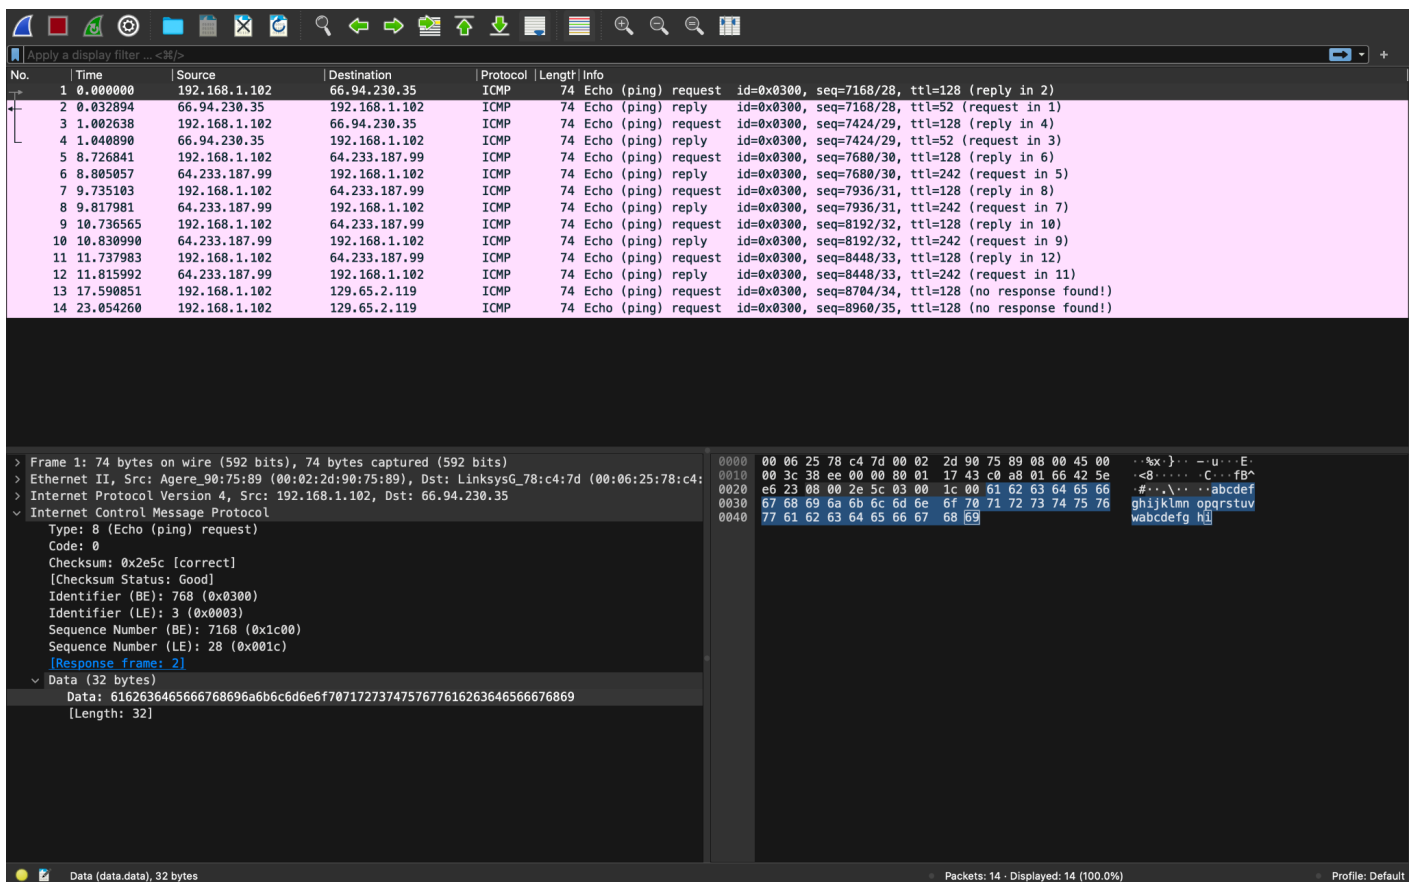 Apply a display filter ... <⌘/>
No. Time Source Destination Protocol Length Info
1 0.000000 192.168.1.102 66.94.230.35 ICMP 74 Echo (ping) request id=0x0300, seq=7168/28, ttl=128 (reply in 2)
2 0.032894 66.94.230.35 192.168.1.102 ICMP 74 Echo (ping) reply id=0x0300, seq=7168/28, ttl=52 (request in 1)
3 1.002638 192.168.1.102 66.94.230.35 ICMP 74 Echo (ping) request id=0x0300, seq=7424/29, ttl=128 (reply in 4)
4 1.040890 66.94.230.35 192.168.1.102 ICMP 74 Echo (ping) reply id=0x0300, seq=7424/29, ttl=52 (request in 3)
5 8.726841 192.168.1.102 64.233.187.99 ICMP 74 Echo (ping) request id=0x0300, seq=7680/30, ttl=128 (reply in 6)
6 8.805057 64.233.187.99 192.168.1.102 ICMP 74 Echo (ping) reply id=0x0300, seq=7680/30, ttl=242 (request in 5)
7 9.735103 192.168.1.102 64.233.187.99 ICMP 74 Echo (ping) request id=0x0300, seq=7936/31, ttl=128 (reply in 8)
8 9.817981 64.233.187.99 192.168.1.102 ICMP 74 Echo (ping) reply id=0x0300, seq=7936/31, ttl=242 (request in 7)
9 10.736565 192.168.1.102 64.233.187.99 ICMP 74 Echo (ping) request id=0x0300, seq=8192/32, ttl=128 (reply in 10)
10 10.830990 64.233.187.99 192.168.1.102 ICMP 74 Echo (ping) reply id=0x0300, seq=8192/32, ttl=242 (request in 9)
11 11.737983 192.168.1.102 64.233.187.99 ICMP 74 Echo (ping) request id=0x0300, seq=8448/33, ttl=128 (reply in 12)
12 11.815992 64.233.187.99 192.168.1.102 ICMP 74 Echo (ping) reply id=0x0300, seq=8448/33, ttl=242 (request in 11)
13 17.590851 192.168.1.102 129.65.2.119 ICMP 74 Echo (ping) request id=0x0300, seq=8704/34, ttl=128 (no response found!)
14 23.054260 192.168.1.102 129.65.2.119 ICMP 74 Echo (ping) request id=0x0300, seq=8960/35, ttl=128 (no response found!)
Frame 1: 74 bytes on wire (592 bits), 74 bytes captured (592 bits)
Ethernet II, Src: Agere_90:75:89 (00:02:2d:90:75:89), Dst: LinksysG_78:c4:7d (00:06:25:78:c4:
Internet Protocol Version 4, Src: 192.168.1.102, Dst: 66.94.230.35
Internet Control Message Protocol
Type: 8 (Echo (ping) request)
Code: 0
Checksum: 0x2e5c [correct]
[Checksum Status: Good]
Identifier (BE): 768 (0x0300)
Identifier (LE): 3 (0x0003)
Sequence Number (BE): 7168 (0x1c00)
Sequence Number (LE): 28 (0x001c)
[Response frame: 2]
Data (32 bytes)
Data: 6162636465666768696a6b6c6d6e6f7071727374757677616263646566676869
[Length: 32]
0000 00 06 25 78 c4 7d 00 02 2d 90 75 89 08 00 45 00 ··%x·}·· -·u···E·
0010 00 3c 38 ee 00 00 80 01 17 43 c0 a8 01 66 42 5e ·<8····· ·C···fB^
0020 e6 23 08 00 2e 5c 03 00 1c 00 61 62 63 64 65 66 ·#··.\·· ··abcdef
0030 67 68 69 6a 6b 6c 6d 6e 6f 70 71 72 73 74 75 76 ghijklmn opqrstuv
0040 77 61 62 63 64 65 66 67 68 69 wabcdefg hi
Data (data.data), 32 bytes
Packets: 14 · Displayed: 14 (100.0%)
Profile: Default